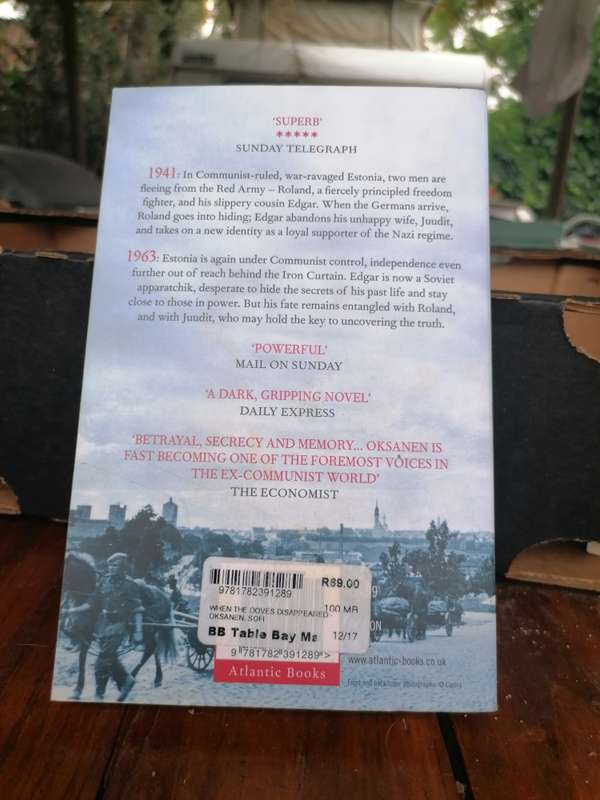 'SUPERB'
*****
SUNDAY TELEGRAPH
1941: In Communist-ruled, war-ravaged Estonia, two men are
fleeing from the Red Army – Roland, a fiercely principled freedom
fighter, and his slippery cousin Edgar. When the Germans arrive,
Roland goes into hiding; Edgar abandons his unhappy wife, Juudit,
and takes on a new identity as a loyal supporter of the Nazi regime.
1963: Estonia is again under Communist control, independence even
further out of reach behind the Iron Curtain. Edgar is now a Soviet
apparatchik, desperate to hide the secrets of his past life and stay
close to those in power. But his fate remains entangled with Roland,
and with Juudit, who may hold the key to uncovering the truth.
'POWERFUL'
MAIL ON SUNDAY
'A DARK, GRIPPING NOVEL'
DAILY EXPRESS
'BETRAYAL, SECRECY AND MEMORY... OKSANEN IS
FAST BECOMING ONE OF THE FOREMOST VOICES IN
THE EX-COMMUNIST WORLD'
THE ECONOMIST
R69.00
9781782391289
WHEN THE DOVES DISAPPEARED -
OKSANEN, SOFI
100 MB
BB Table Bay Ma
12/17
9 781782 391289 >
www.atlantic-books.co.uk
Atlantic Books
Front and back cover photographs: © Corbis